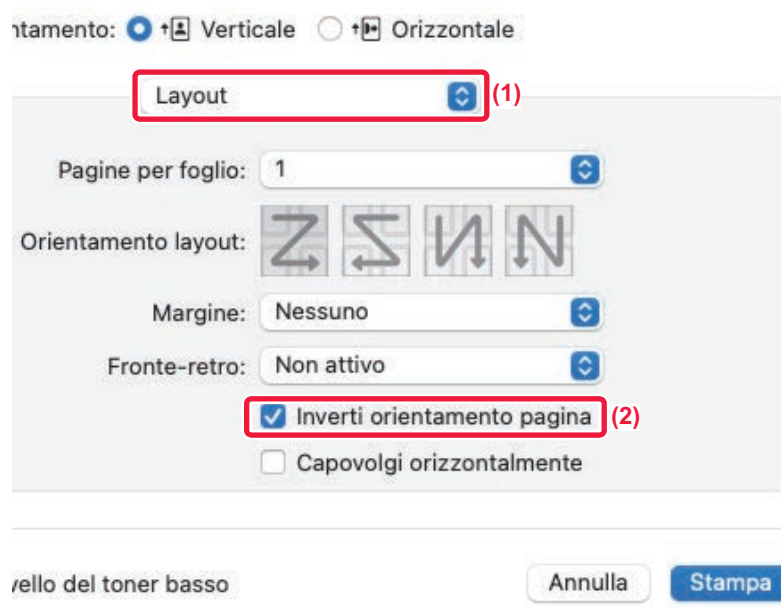 ntamento: Verticale Orizzontale
Layout (1)
Pagine per foglio: 1
Orientamento layout:
Margine: Nessuno
Fronte-retro: Non attivo
Inverti orientamento pagina (2)
Capovolgi orizzontalmente
vello del toner basso Annulla Stampa